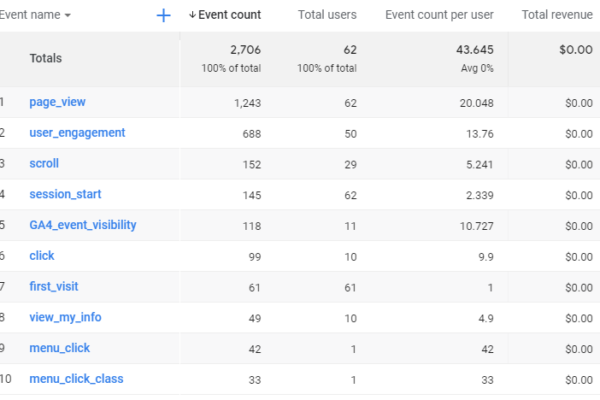 Event name
+
↓ Event count
Total users
Event count per user
Total revenue
Totals
2,706
62
43.645
$0.00
100% of total
100% of total
Avg 0%
1 page_view 1,243 62 20.048 $0.00
2 user_engagement 688 50 13.76 $0.00
3 scroll 152 29 5.241 $0.00
4 session_start 145 62 2.339 $0.00
5 GA4_event_visibility 118 11 10.727 $0.00
6 click 99 10 9.9 $0.00
7 first_visit 61 61 1 $0.00
8 view_my_info 49 10 4.9 $0.00
9 menu_click 42 1 42 $0.00
10 menu_click_class 33 1 33 $0.00